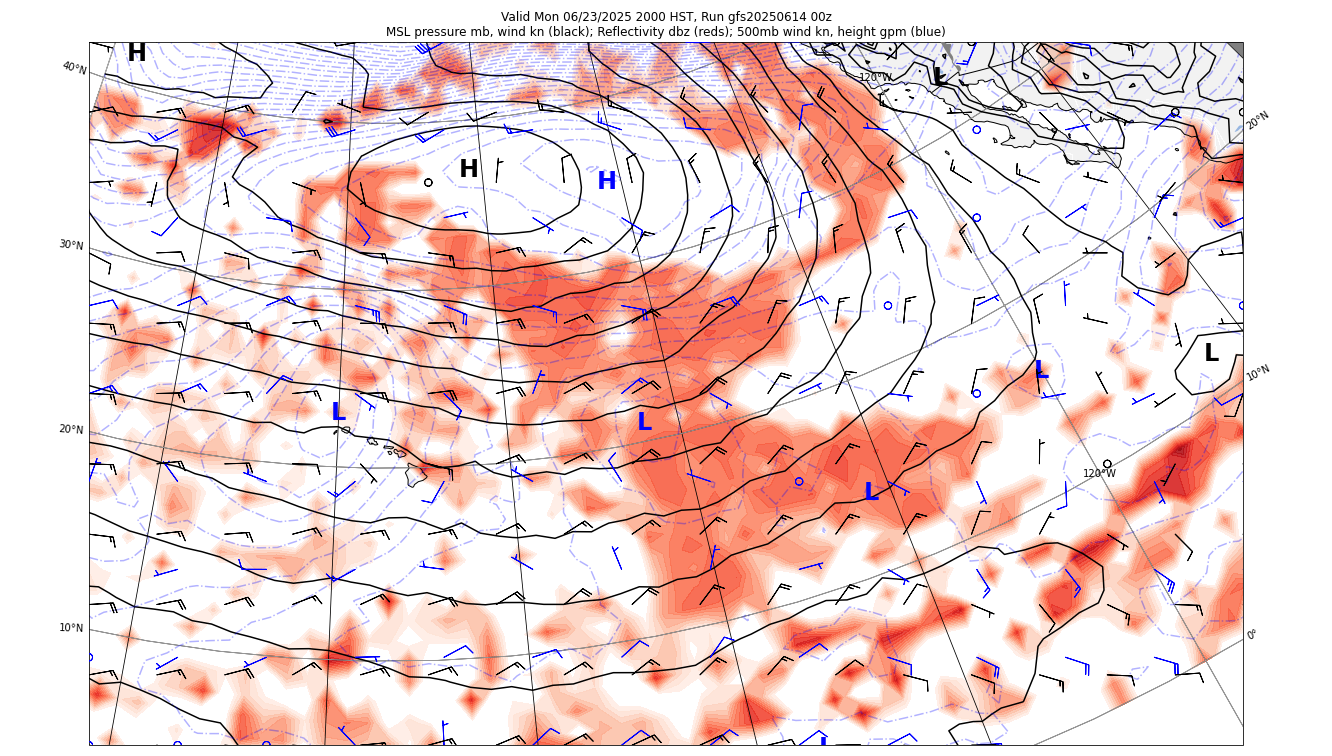 Valid Mon 06/23/2025 2000 HST, Run gfs20250614 00z
MSL pressure mb, wind kn (black); Reflectivity dbz (reds); 500mb wind kn, height gpm (blue)
H
40°N
120°W
L
20°N
H
H
30°N
L
L
10°N
L
L
20°N
120°W
L
10°N
0°
L